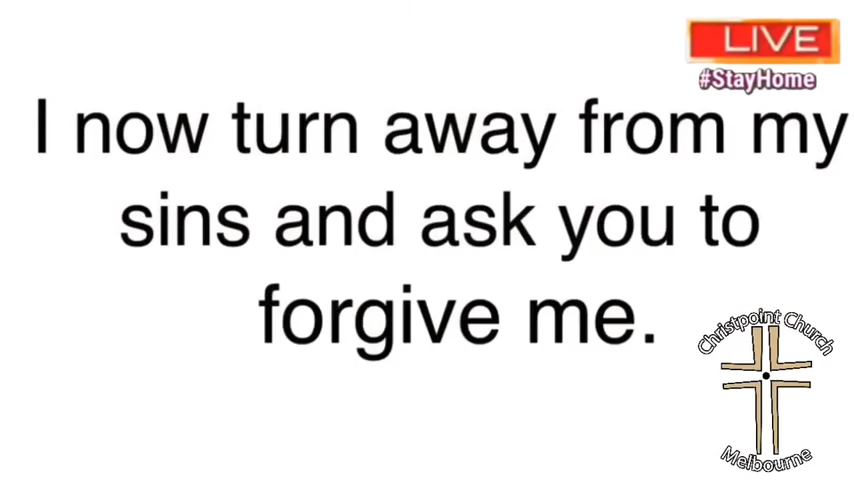 LIVE
#StayHome
I now turn away from my
sins and ask you to
forgive me.
Christpoint Church
Melbourne